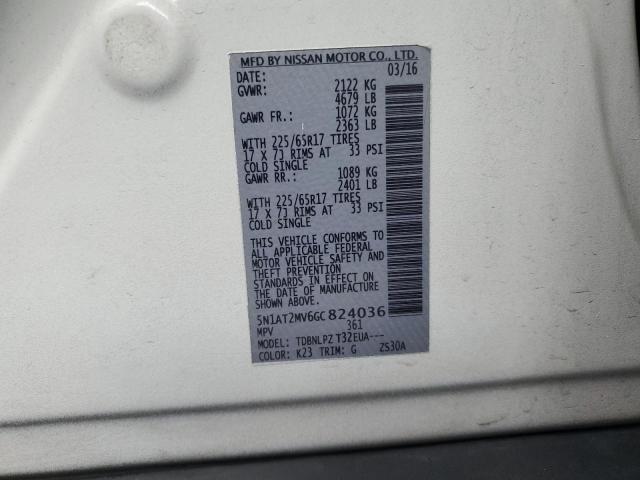 MFD BY NISSAN MOTOR CO., LTD.
DATE: 03/16
GVWR: 2122 KG
4679 LB
GAWR FR.: 1072 KG
2363 LB
WITH 225/65R17 TIRES
17 X 7J RIMS AT 33 PSI
COLD SINGLE
GAWR RR.: 1089 KG
2401 LB
WITH 225/65R17 TIRES
17 X 7J RIMS AT 33 PSI
COLD SINGLE
THIS VEHICLE CONFORMS TO
ALL APPLICABLE FEDERAL
MOTOR VEHICLE SAFETY AND
THEFT PREVENTION
STANDARDS IN EFFECT ON
THE DATE OF MANUFACTURE
SHOWN ABOVE.
5N1AT2MV6GC824036
MPV 361
MODEL: TDBNLPZ T32EUA---
COLOR: K23 TRIM: G ZS30A